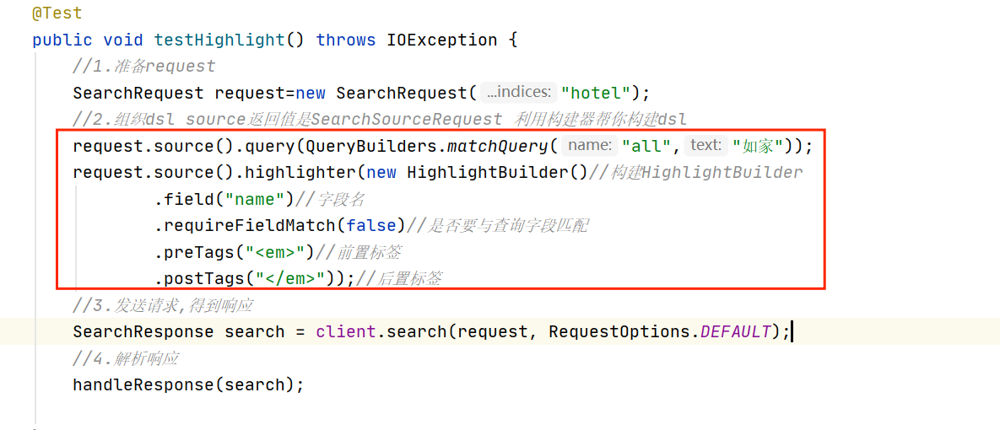 @Test
public void testHighlight() throws IOException {
//1.准备request
SearchRequest request=new SearchRequest( ...indices: "hotel");
//2.组织dsl source返回值是SearchSourceRequest 利用构建器帮你构建dsl
request.source().query(QueryBuilders.matchQuery( name: "all", text: "如家"));
request.source().highlighter(new HighlightBuilder()//构建HighlightBuilder
.field("name")//字段名
.requireFieldMatch(false)//是否要与查询字段匹配
.preTags("<em>")//前置标签
.postTags("</em>"));//后置标签
//3.发送请求,得到响应
SearchResponse search = client.search(request, RequestOptions.DEFAULT);
//4.解析响应
handleResponse(search);